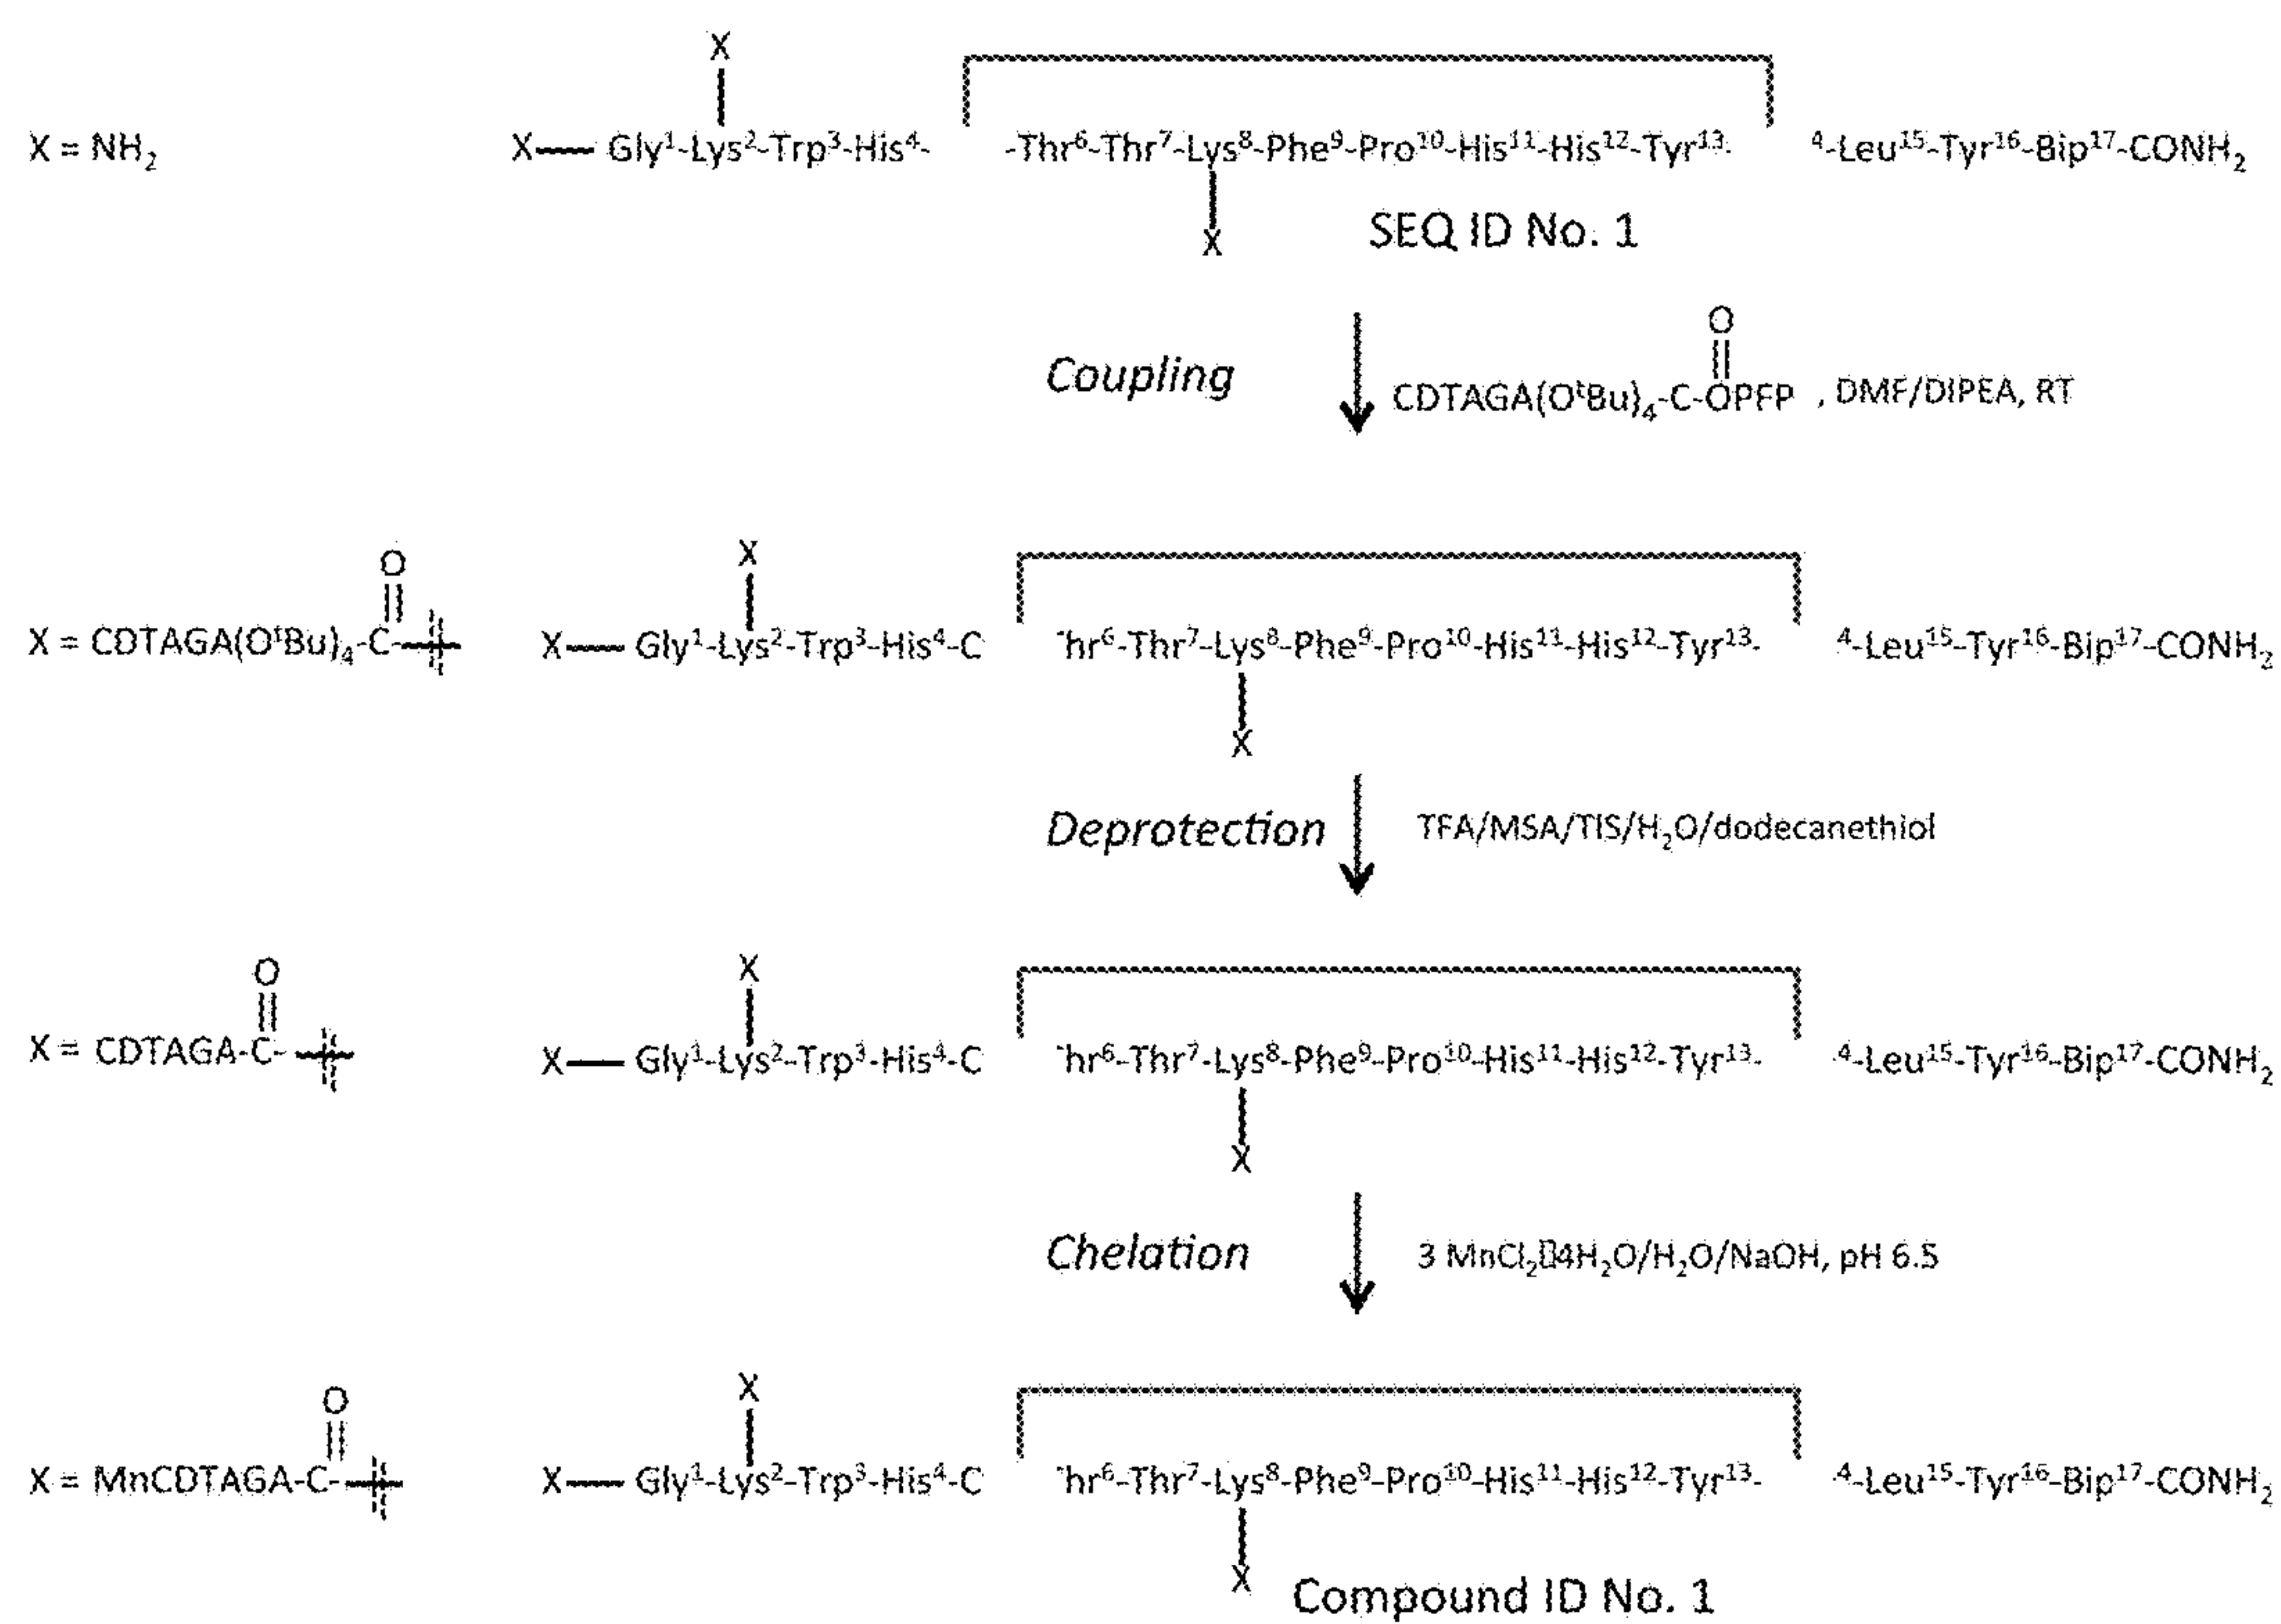 X
X = NH₂ X— Gly¹-Lys²-Trp³-His⁴- -Thr⁶-Thr⁷-Lys⁸-Phe⁹-Pro¹⁰-His¹¹-His¹²-Tyr¹³- ⁴-Leu¹⁵-Tyr¹⁶-Bip¹⁷-CONH₂
X SEQ ID No. 1
O
Coupling CDTAGA(OᵗBu)₄-C-OPFP , DMF/DIPEA, RT
O X
X = CDTAGA(OᵗBu)₄-C- X— Gly¹-Lys²-Trp³-His⁴-C hr⁶-Thr⁷-Lys⁸-Phe⁹-Pro¹⁰-His¹¹-His¹²-Tyr¹³- ⁴-Leu¹⁵-Tyr¹⁶-Bip¹⁷-CONH₂
X
Deprotection TFA/MSA/TIS/H₂O/dodecanethiol
O X
X = CDTAGA-C- X— Gly¹-Lys²-Trp³-His⁴-C hr⁶-Thr⁷-Lys⁸-Phe⁹-Pro¹⁰-His¹¹-His¹²-Tyr¹³- ⁴-Leu¹⁵-Tyr¹⁶-Bip¹⁷-CONH₂
X
Chelation 3 MnCl₂▯4H₂O/H₂O/NaOH, pH 6.5
O X
X = MnCDTAGA-C- X— Gly¹-Lys²-Trp³-His⁴-C hr⁶-Thr⁷-Lys⁸-Phe⁹-Pro¹⁰-His¹¹-His¹²-Tyr¹³- ⁴-Leu¹⁵-Tyr¹⁶-Bip¹⁷-CONH₂
X Compound ID No. 1